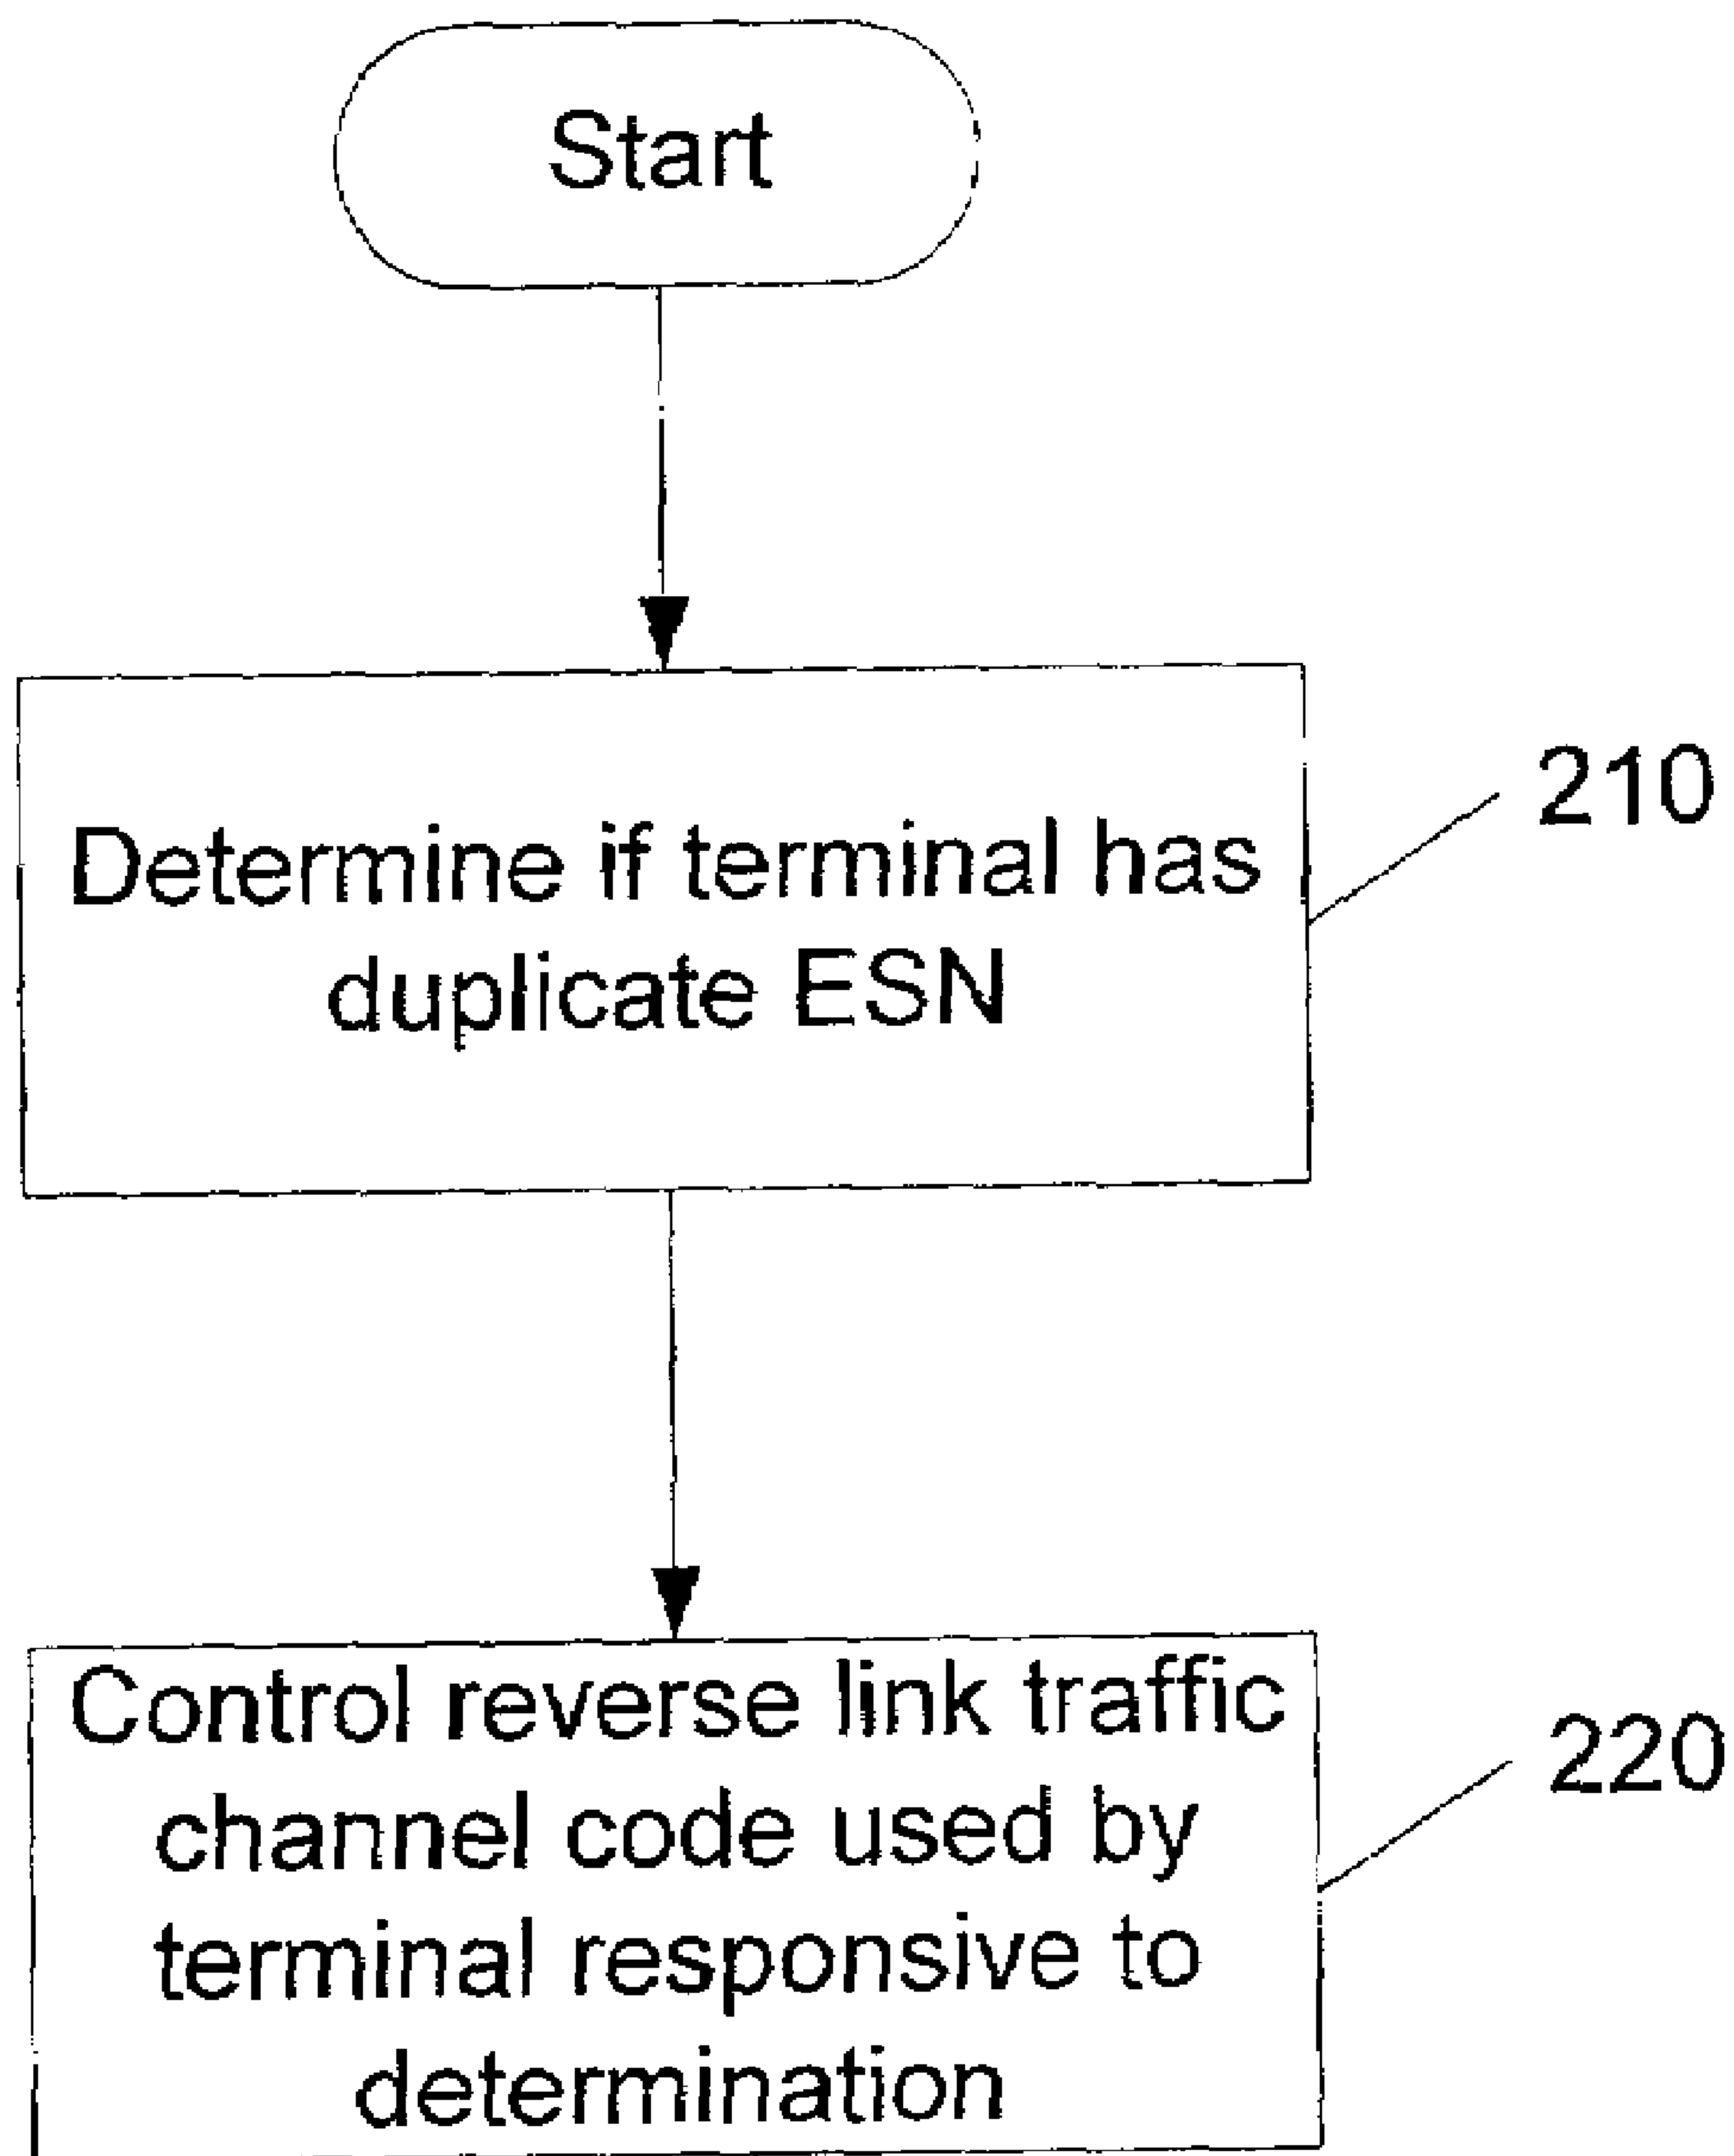 Start
Determine if terminal has
duplicate ESN
210
Control reverse link traffic
channel code used by
terminal responsive to
determination
220